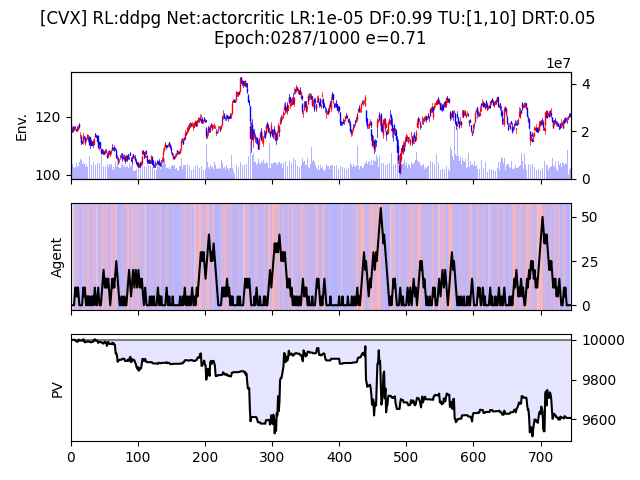 [CVX] RL:ddpg Net:actorcritic LR:1e-05 DF:0.99 TU:[1,10] DRT:0.05
Epoch:0287/1000 e=0.71
1e7
Env.
120
100
4
2
0
Agent
50
25
0
PV
10000
9800
9600
0 100 200 300 400 500 600 700